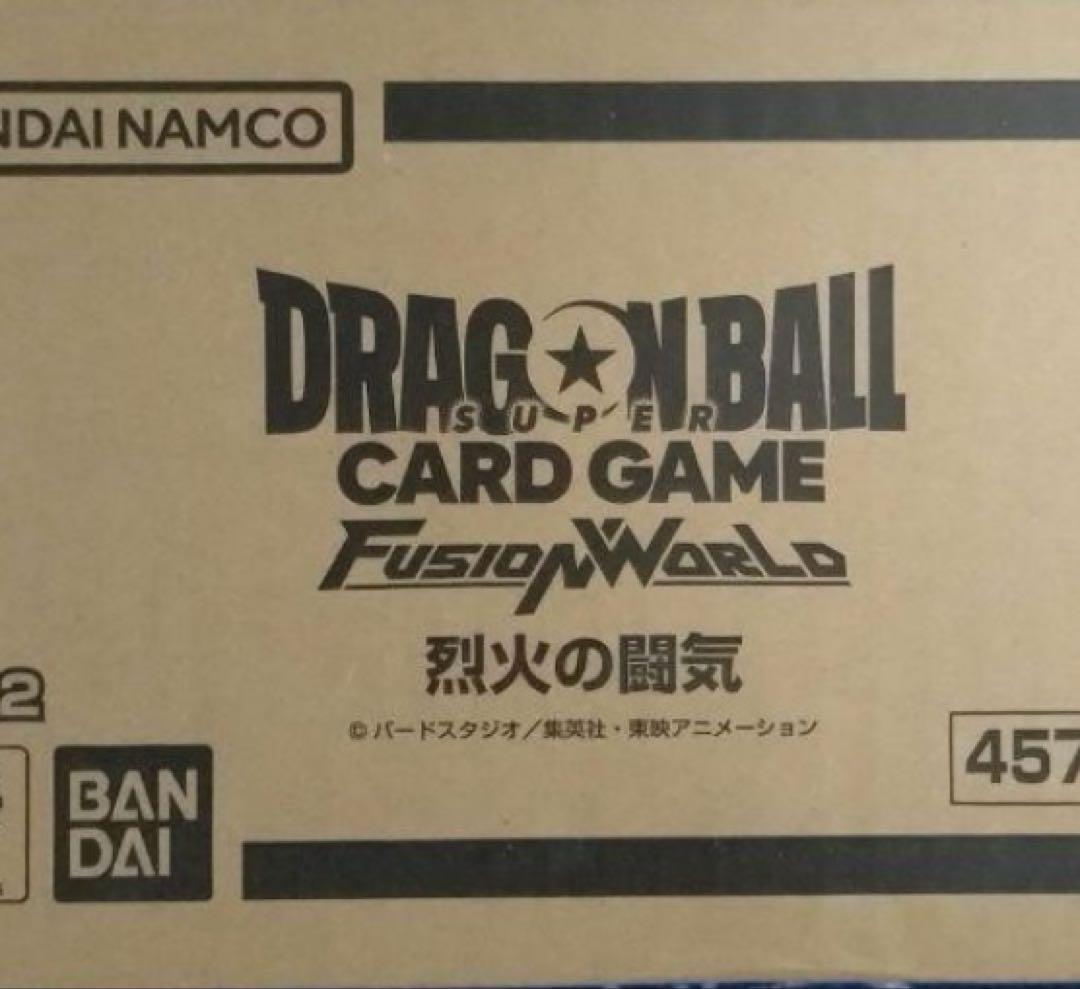 NDAI NAMCO
DRAGON BALL
SUPER
CARD GAME
FUSION WORLD
烈火の闘気
2
©バードスタジオ/集英社・東映アニメーション
457
BAN
DAI